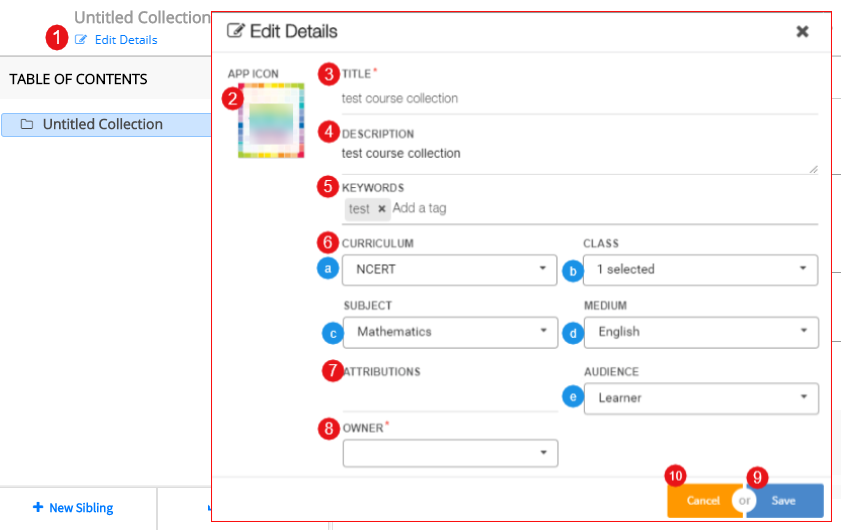 Untitled Collection
1 Edit Details
TABLE OF CONTENTS
Untitled Collection
New Sibling
Edit Details
APP ICON
2
3 TITLE*
test course collection
4 DESCRIPTION
test course collection
5 KEYWORDS
test × Add a tag
6 CURRICULUM
a NCERT
CLASS
b 1 selected
SUBJECT
c Mathematics
MEDIUM
d English
7 ATTRIBUTIONS
AUDIENCE
e Learner
8 OWNER*
10 9
Cancel or Save